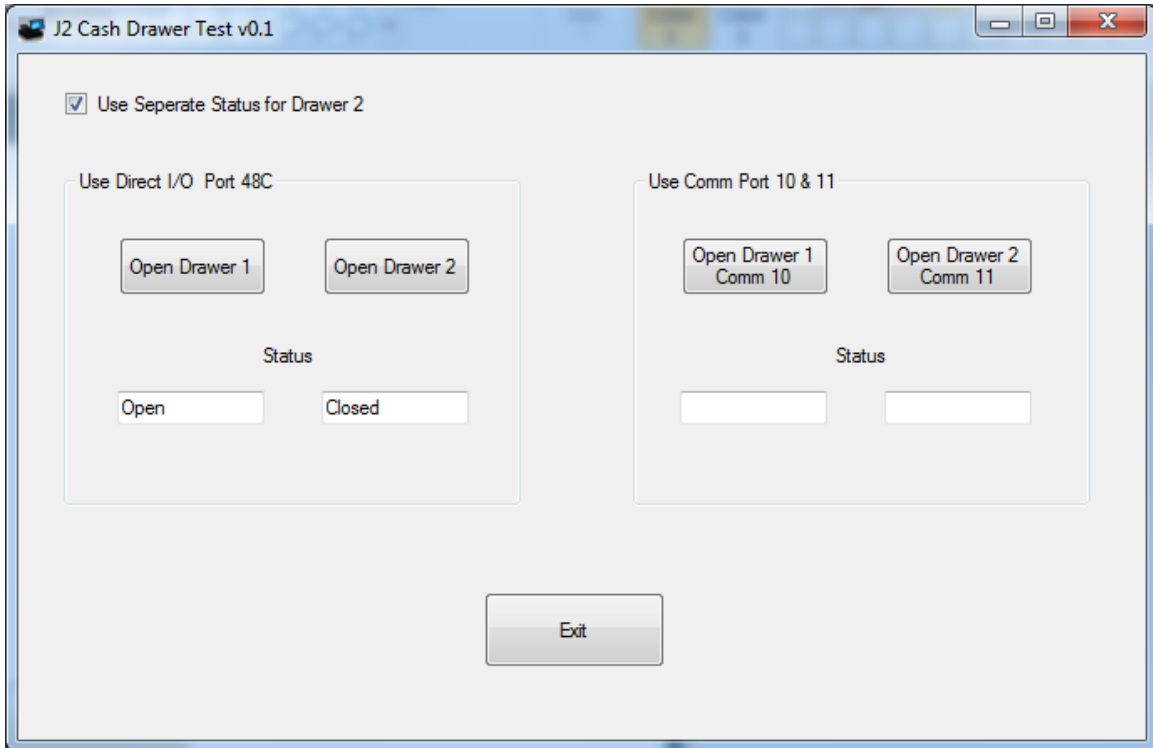 J2 Cash Drawer Test v0.1
Use Seperate Status for Drawer 2
Use Direct I/O Port 48C
Open Drawer 1
Open Drawer 2
Status
Open
Closed
Use Comm Port 10 & 11
Open Drawer 1
Comm 10
Open Drawer 2
Comm 11
Status
Exit